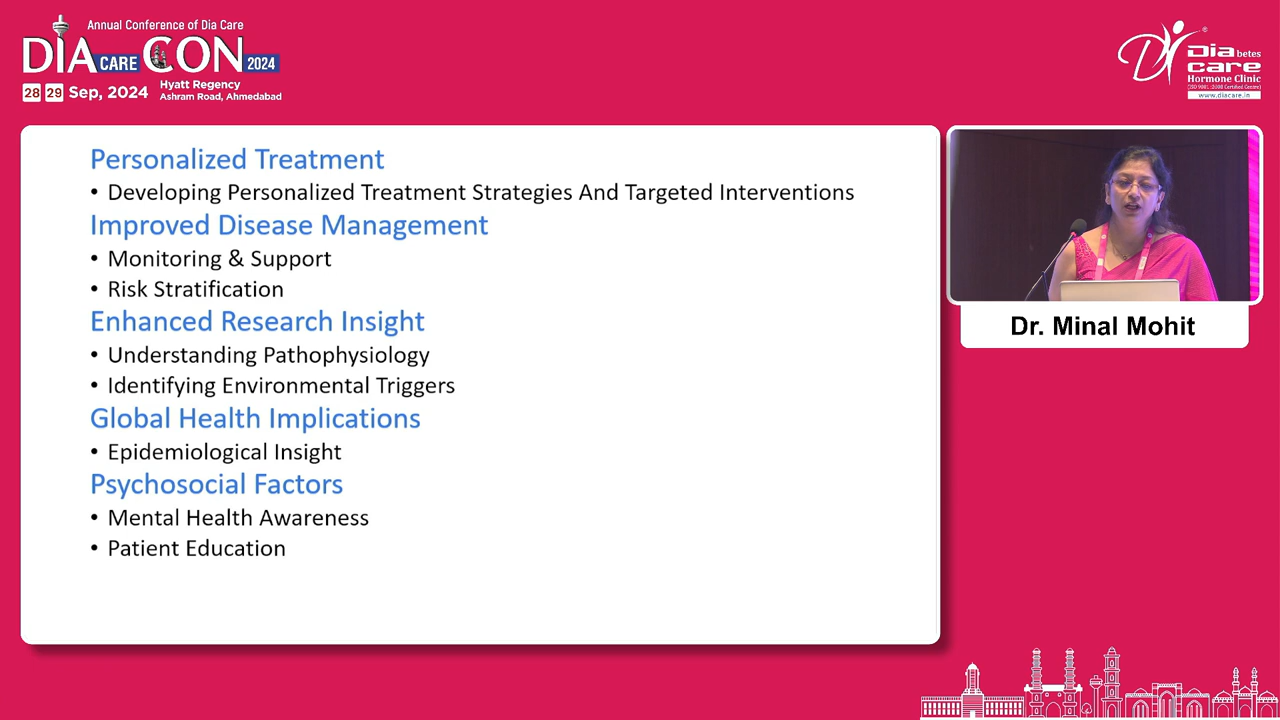 Annual Conference of Dia Care
DIA CARE CON 2024
28 29 Sep, 2024
Hyatt Regency
Ashram Road, Ahmedabad
Diabetes
care
Hormone Clinic
(ISO 9001 : 2008 Certified Centre)
www.diacare.in
Personalized Treatment
• Developing Personalized Treatment Strategies And Targeted Interventions
Improved Disease Management
• Monitoring & Support
• Risk Stratification
Enhanced Research Insight
• Understanding Pathophysiology
• Identifying Environmental Triggers
Global Health Implications
• Epidemiological Insight
Psychosocial Factors
• Mental Health Awareness
• Patient Education
Dr. Minal Mohit